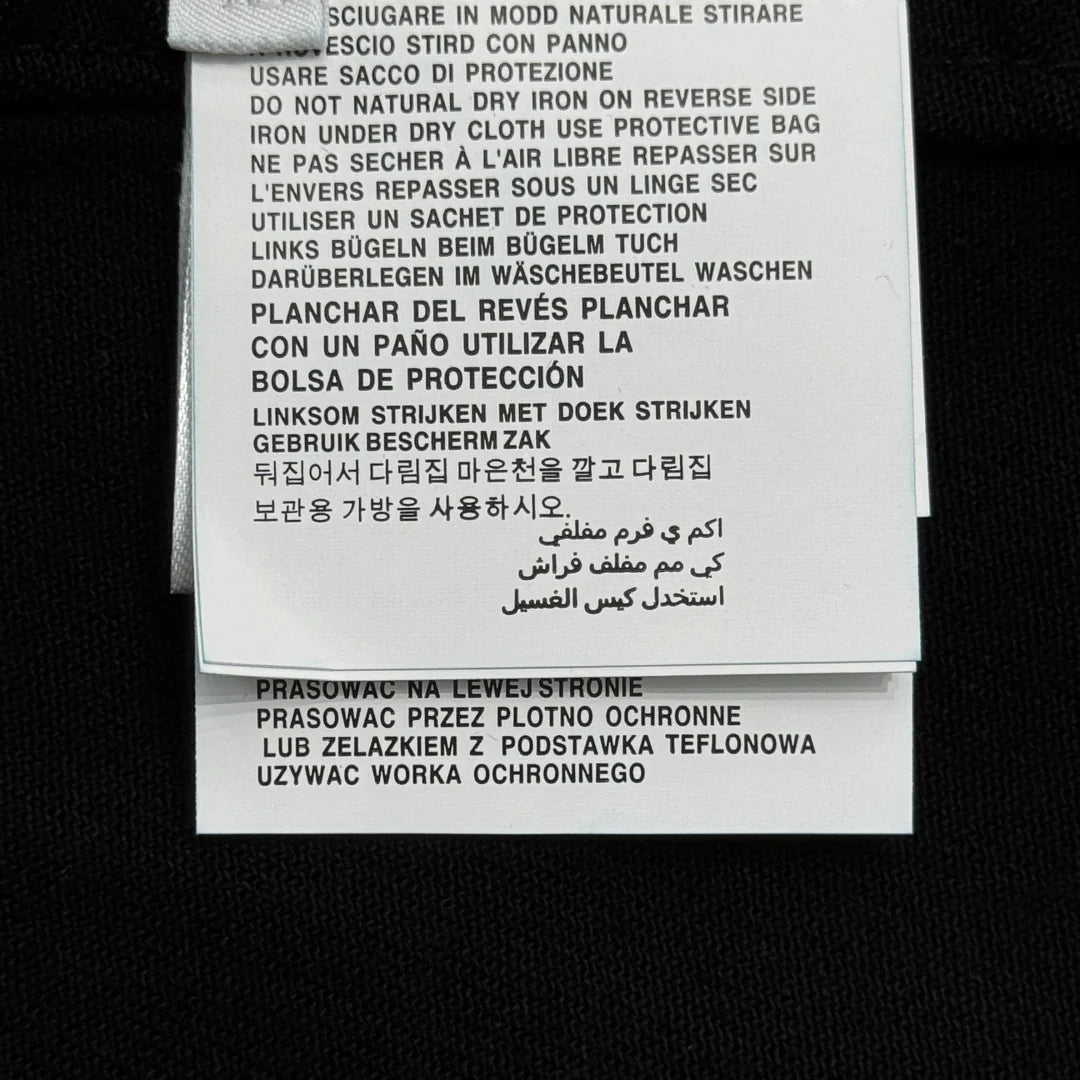 SCIUGARE IN MODD NATURALE STIRARE
ROVESCIO STIRD CON PANNO
USARE SACCO DI PROTEZIONE
DO NOT NATURAL DRY IRON ON REVERSE SIDE
IRON UNDER DRY CLOTH USE PROTECTIVE BAG
NE PAS SECHER À L'AIR LIBRE REPASSER SUR
L'ENVERS REPASSER SOUS UN LINGE SEC
UTILISER UN SACHET DE PROTECTION
LINKS BÜGELN BEIM BÜGELM TUCH
DARÜBERLEGEN IM WÄSCHEBEUTEL WASCHEN
PLANCHAR DEL REVÉS PLANCHAR
CON UN PAÑO UTILIZAR LA
BOLSA DE PROTECCIÓN
LINKSOM STRIJKEN MET DOEK STRIJKEN
GEBRUIK BESCHERM ZAK
둬집어서 다림집 마은천을 깔고 다림집
보관용 가방을 사용하시오.
اكم ي فرم مفلفي
كي مم مفلف فراش
استخدل كيس الغسيل
PRASOWAC NA LEWEJ STRONIE
PRASOWAC PRZEZ PLOTNO OCHRONNE
LUB ZELAZKIEM Z PODSTAWKA TEFLONOWA
UZYWAC WORKA OCHRONNEGO